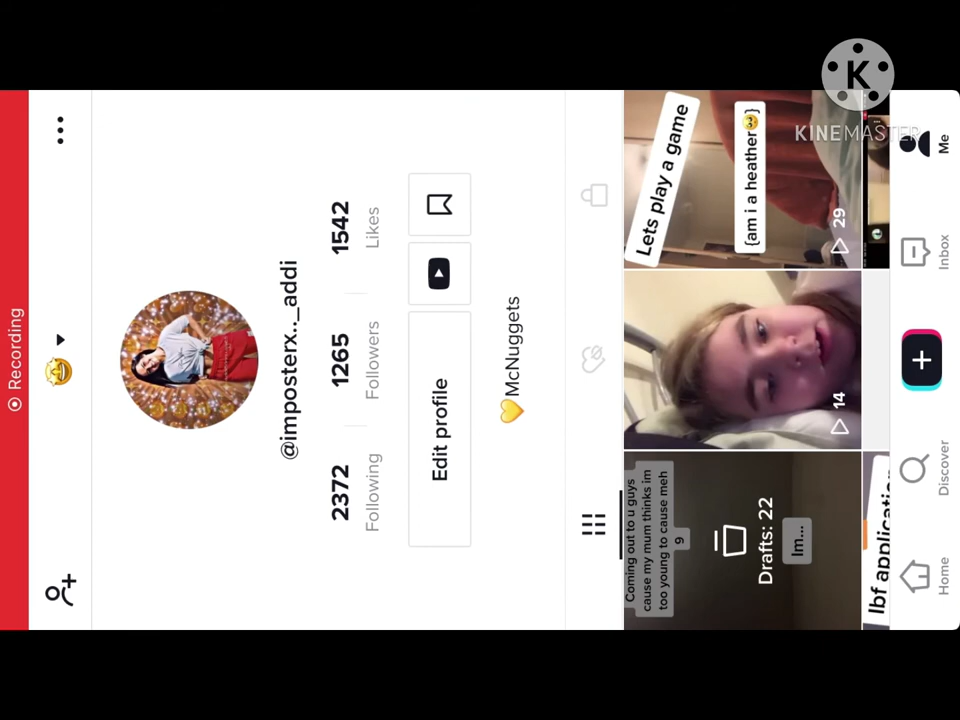 Recording
🤩
@imposterx.._addi
2372
Following
1265
Followers
1542
Likes
Edit profile
💛McNuggets
Coming out to u guys
cause my mum thinks im
too young to cause meh
9
Drafts: 22
Im...
14
Lets play a game
{am i a heather🥺}
29
lbf application
Home
Discover
Inbox
Me
K
KINEMASTER